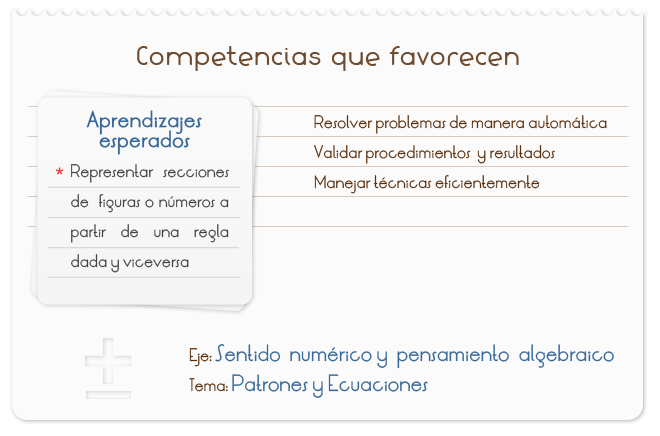 Competencias que favorecen
Aprendizajes
esperados
* Representar secciones
de figuras o números a
partir de una regla
dada y viceversa
Resolver problemas de manera automática
Validar procedimientos y resultados
Manejar técnicas eficientemente
±
Eje: Sentido numérico y pensamiento algebraico
Tema: Patrones y Ecuaciones